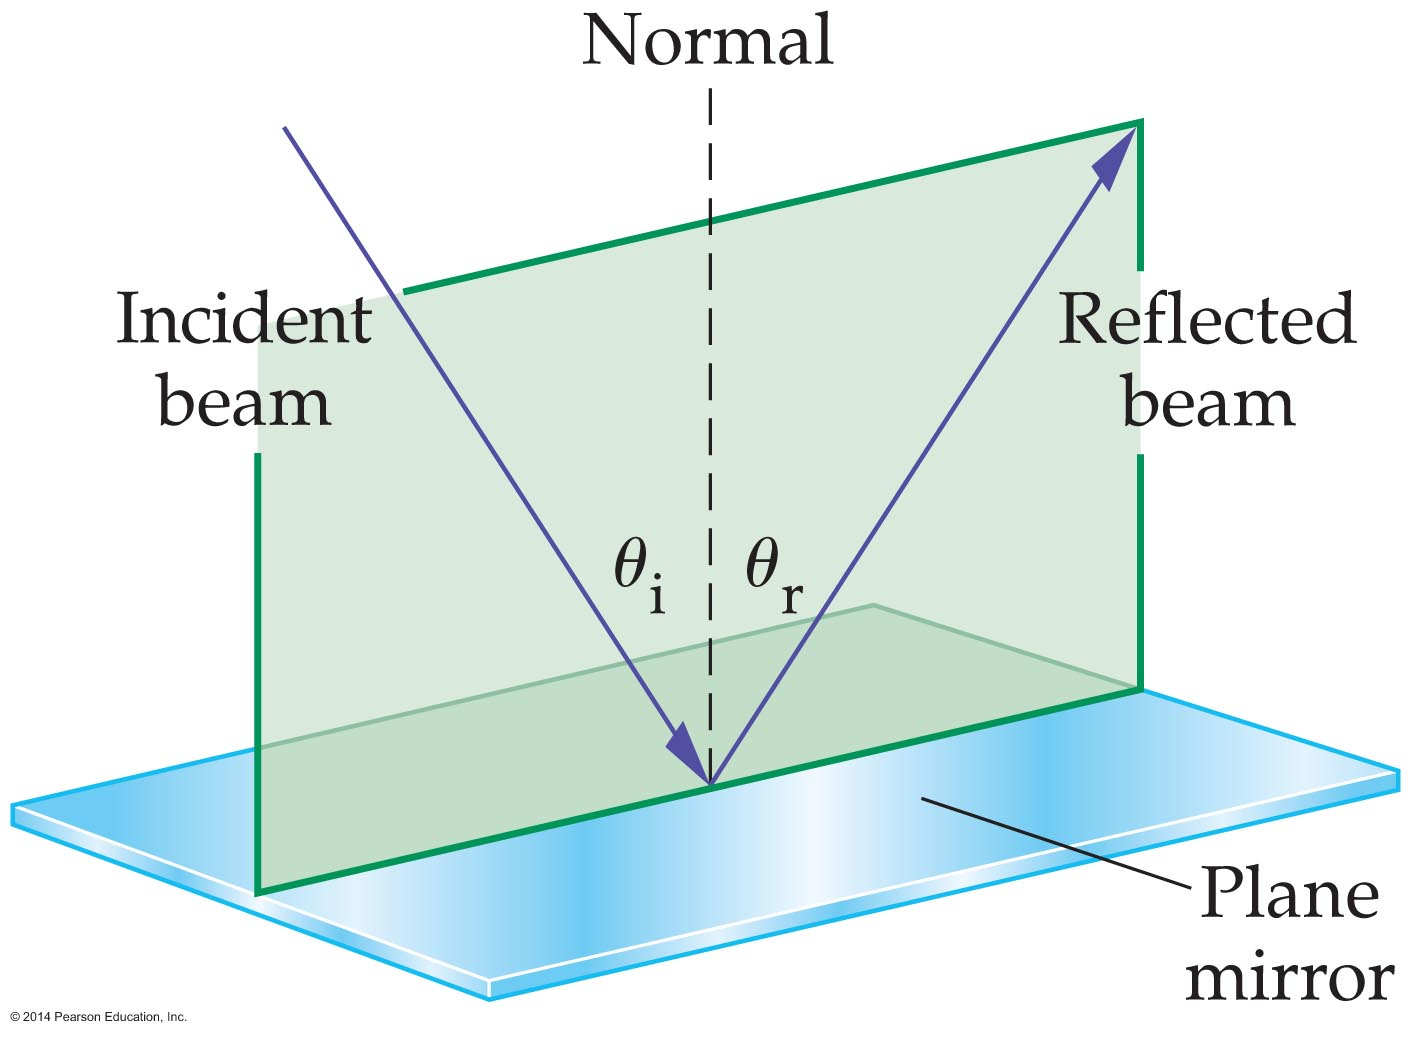 Normal
Incident
beam
Reflected
beam
θi
θr
Plane
mirror
© 2014 Pearson Education, Inc.